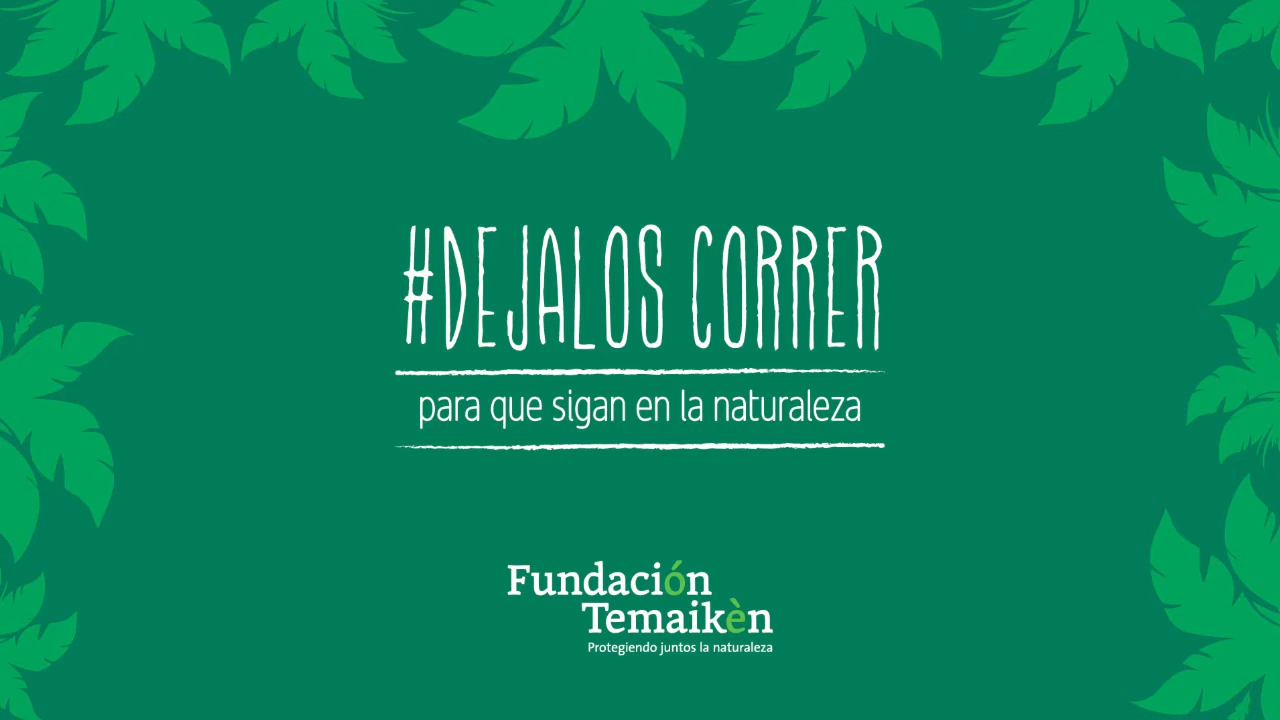 #DEJALOS CORRER
para que sigan en la naturaleza
Fundación
Temaikèn
Protegiendo juntos la naturaleza